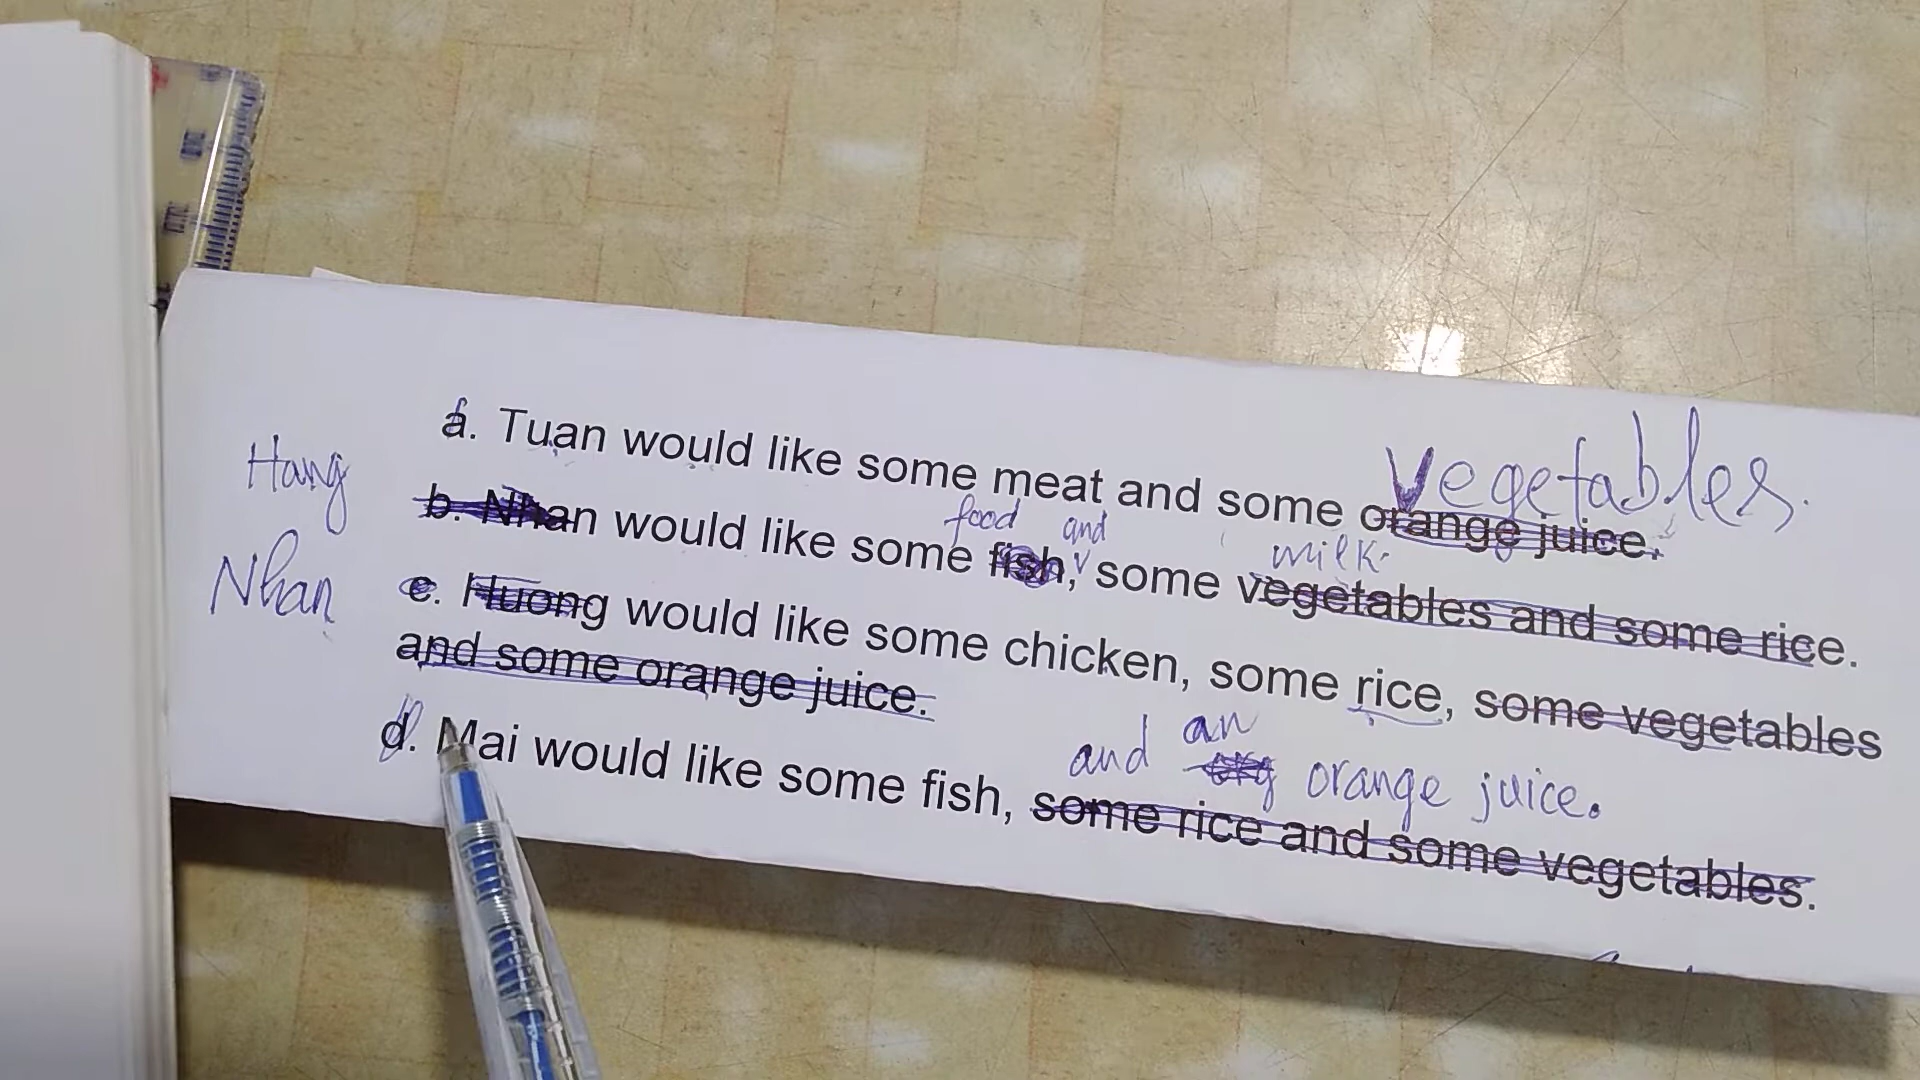 a. Tuan would like some meat and some orange juice. vegetables.
Hang
food and milk.
b. Nhan would like some fish, some vegetables and some rice.
Nhan
c. Huong would like some chicken, some rice, some vegetables
and some orange juice.
and an orange juice.
d. Mai would like some fish, some rice and some vegetables.